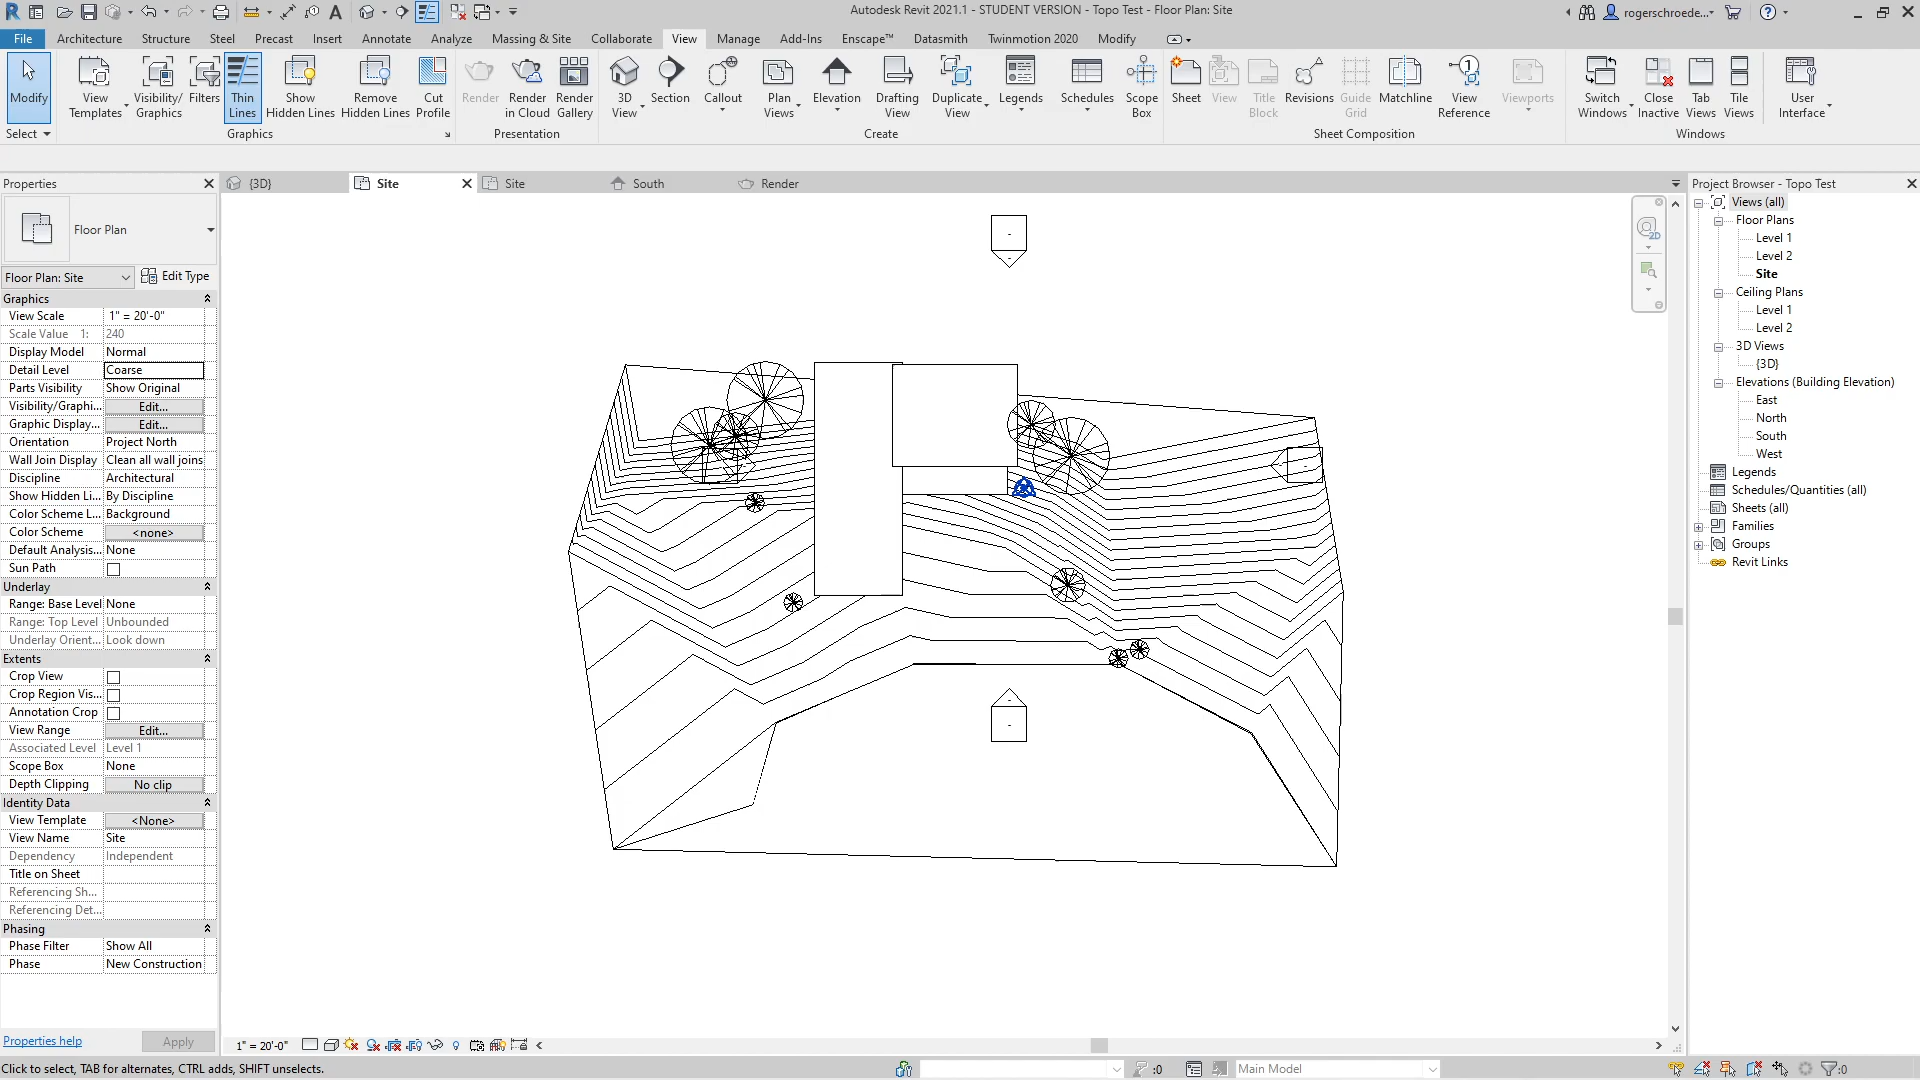 Autodesk Revit 2021.1 - STUDENT VERSION - Topo Test - Floor Plan: Site
rogerschroede...
File Architecture Structure Steel Precast Insert Annotate Analyze Massing & Site Collaborate View Manage Add-Ins Enscape™ Datasmith Twinmotion 2020 Modify
Modify
View Templates
Visibility/ Graphics
Filters
Thin Lines
Show Hidden Lines
Remove Hidden Lines
Cut Profile
Render
Render in Cloud
Render Gallery
3D View
Section
Callout
Plan Views
Elevation
Drafting View
Duplicate View
Legends
Schedules
Scope Box
Sheet
View
Title Block
Revisions
Guide Grid
Matchline
View Reference
Viewports
Switch Windows
Close Inactive
Tab Views
Tile Views
User Interface
Select Graphics Presentation Create Sheet Composition Windows
Properties
{3D} Site Site South Render
Project Browser - Topo Test
Floor Plan
Floor Plan: Site Edit Type
Graphics
View Scale 1" = 20'-0"
Scale Value 1: 240
Display Model Normal
Detail Level Coarse
Parts Visibility Show Original
Visibility/Graphi... Edit...
Graphic Display... Edit...
Orientation Project North
Wall Join Display Clean all wall joins
Discipline Architectural
Show Hidden Li... By Discipline
Color Scheme L... Background
Color Scheme <none>
Default Analysis... None
Sun Path
Underlay
Range: Base Level None
Range: Top Level Unbounded
Underlay Orient... Look down
Extents
Crop View
Crop Region Vis...
Annotation Crop
View Range Edit...
Associated Level Level 1
Scope Box None
Depth Clipping No clip
Identity Data
View Template <None>
View Name Site
Dependency Independent
Title on Sheet
Referencing Sh...
Referencing Det...
Phasing
Phase Filter Show All
Phase New Construction
Properties help Apply
2D
Views (all)
Floor Plans
Level 1
Level 2
Site
Ceiling Plans
Level 1
Level 2
3D Views
{3D}
Elevations (Building Elevation)
East
North
South
West
Legends
Schedules/Quantities (all)
Sheets (all)
Families
Groups
Revit Links
1" = 20'-0"
Click to select, TAB for alternates, CTRL adds, SHIFT unselects.
:0
Main Model
:0